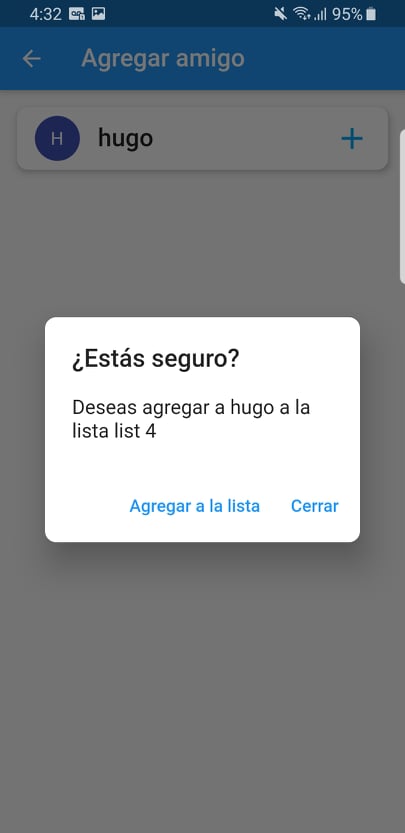 4:32 95%
Agregar amigo
H hugo
¿Estás seguro?
Deseas agregar a hugo a la
lista list 4
Agregar a la lista Cerrar